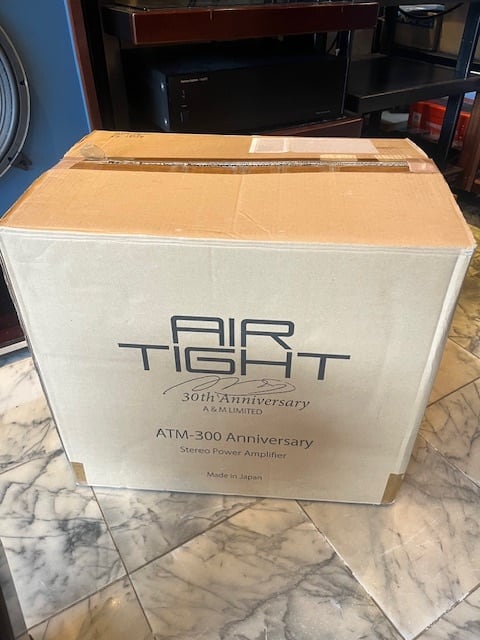 AIR
TIGHT
30th Anniversary
A & M LIMITED
ATM-300 Anniversary
Stereo Power Amplifier
Made in Japan